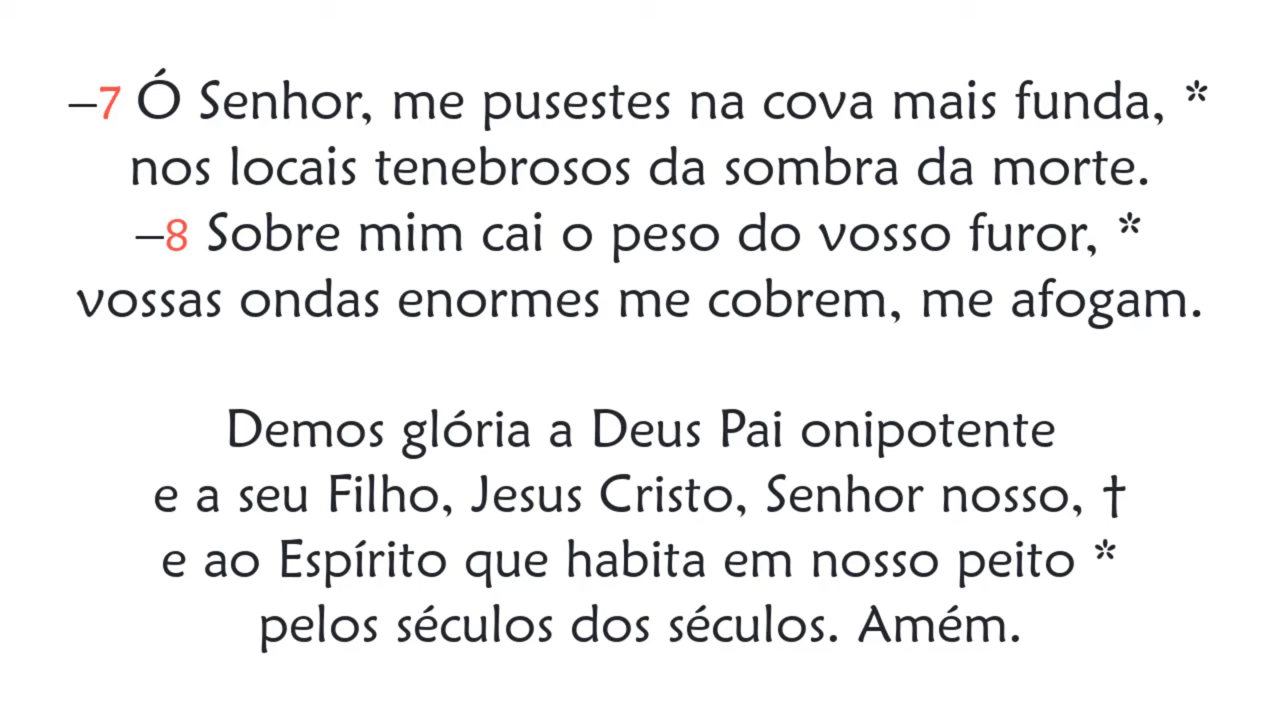 –7 Ó Senhor, me pusestes na cova mais funda, *
nos locais tenebrosos da sombra da morte.
–8 Sobre mim cai o peso do vosso furor, *
vossas ondas enormes me cobrem, me afogam.
Demos glória a Deus Pai onipotente
e a seu Filho, Jesus Cristo, Senhor nosso, †
e ao Espírito que habita em nosso peito *
pelos séculos dos séculos. Amém.